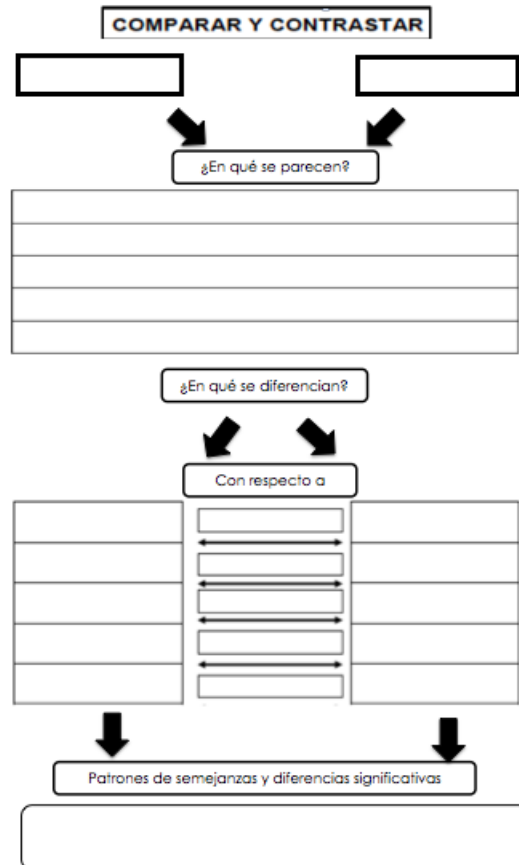 COMPARAR Y CONTRASTAR
¿En qué se parecen?
¿En qué se diferencian?
Con respecto a
Patrones de semejanzas y diferencias significativas